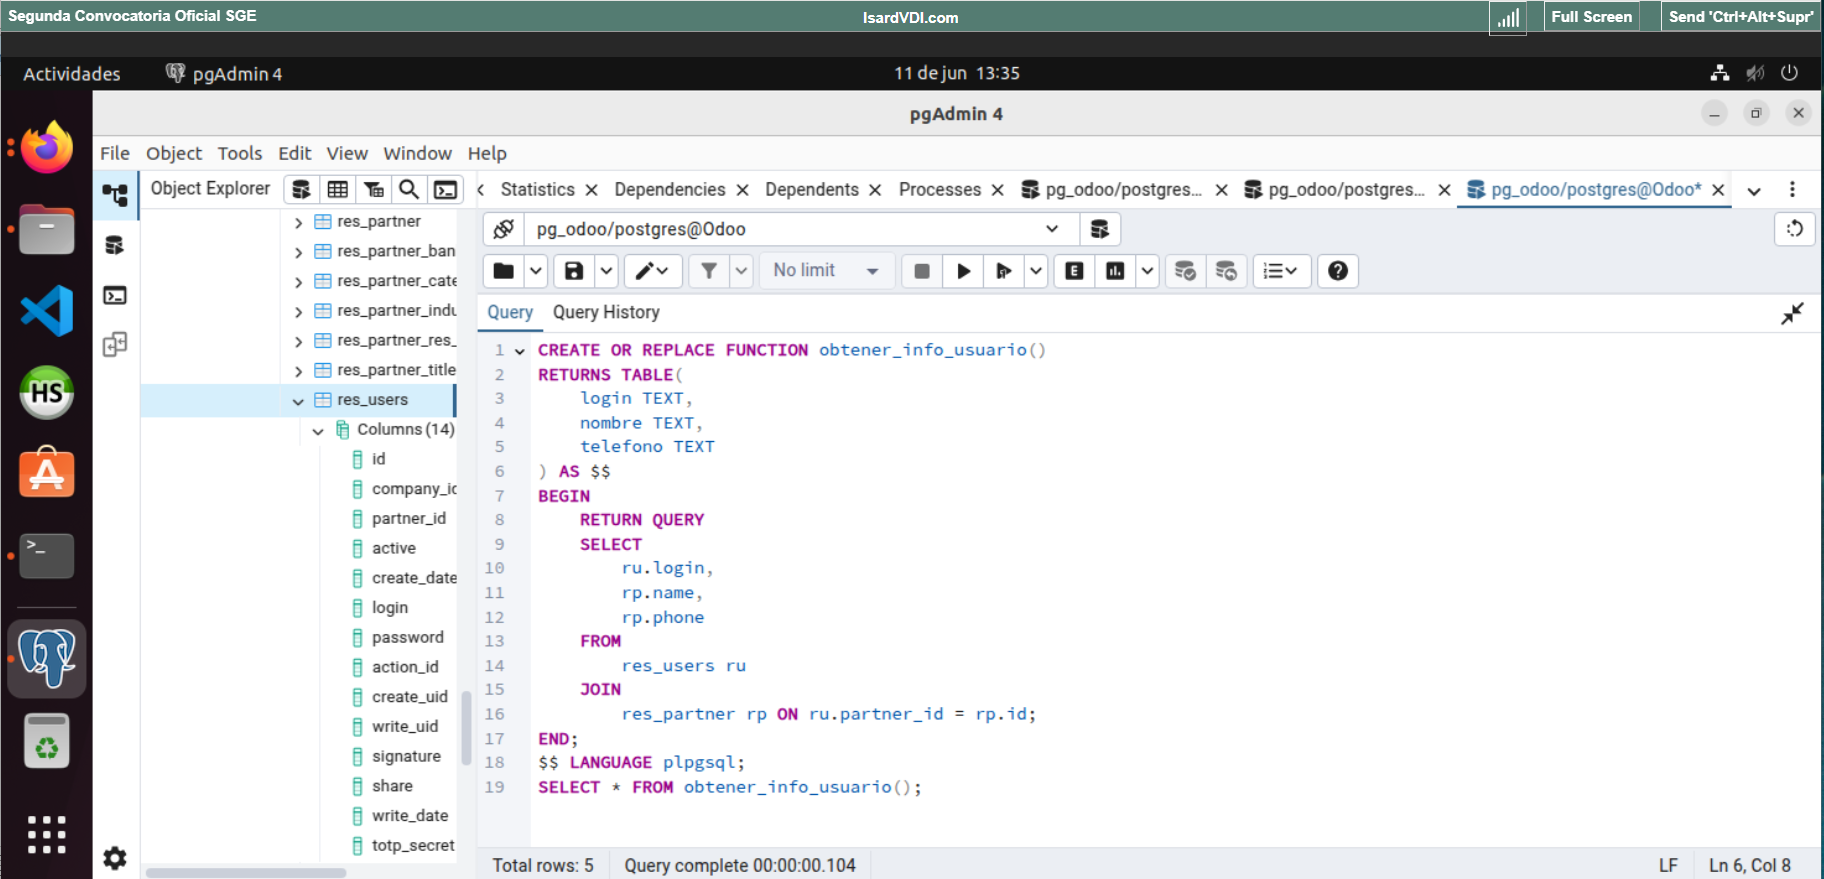 Segunda Convocatoria Oficial SGE
IsardVDI.com
Full Screen
Send 'Ctrl+Alt+Supr'
Actividades
pgAdmin 4
11 de jun 13:35
pgAdmin 4
File Object Tools Edit View Window Help
Object Explorer
Statistics
Dependencies
Dependents
Processes
pg_odoo/postgres...
pg_odoo/postgres...
pg_odoo/postgres@Odoo*
res_partner
res_partner_ban
res_partner_cate
res_partner_indu
res_partner_res_
res_partner_title
res_users
Columns (14)
id
company_id
partner_id
active
create_date
login
password
action_id
create_uid
write_uid
signature
share
write_date
totp_secret
HS
pg_odoo/postgres@Odoo
No limit
E
Query
Query History
1 CREATE OR REPLACE FUNCTION obtener_info_usuario()
2 RETURNS TABLE(
3 login TEXT,
4 nombre TEXT,
5 telefono TEXT
6 ) AS $$
7 BEGIN
8 RETURN QUERY
9 SELECT
10 ru.login,
11 rp.name,
12 rp.phone
13 FROM
14 res_users ru
15 JOIN
16 res_partner rp ON ru.partner_id = rp.id;
17 END;
18 $$ LANGUAGE plpgsql;
19 SELECT * FROM obtener_info_usuario();
Total rows: 5
Query complete 00:00:00.104
LF
Ln 6, Col 8